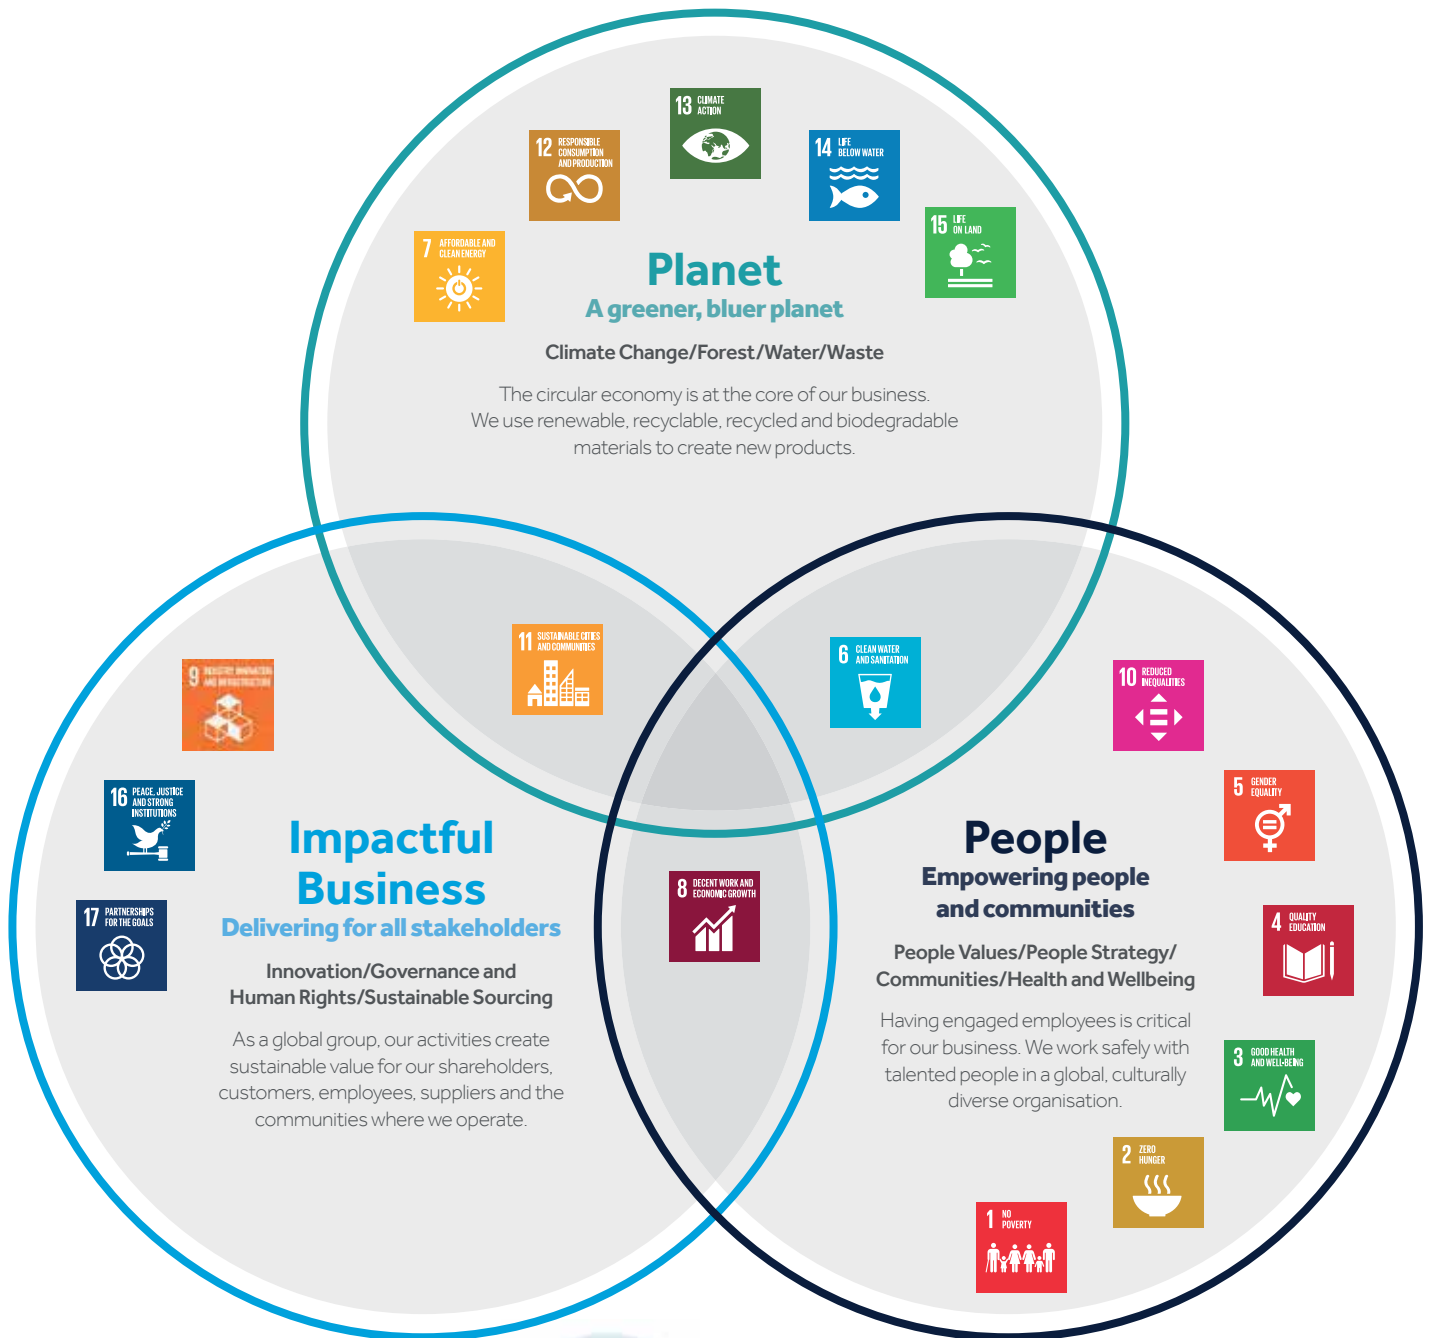 13 CLIMATE
ACTION
12 RESPONSIBLE
CONSUMPTION
AND PRODUCTION
14 LIFE
BELOW WATER
15 LIFE
ON LAND
7 AFFORDABLE AND
CLEAN ENERGY
Planet
A greener, bluer planet
Climate Change/Forest/Water/Waste
The circular economy is at the core of our business.
We use renewable, recyclable, recycled and biodegradable
materials to create new products.
11 SUSTAINABLE CITIES
AND COMMUNITIES
6 CLEAN WATER
AND SANITATION
9 INDUSTRY, INNOVATION
AND INFRASTRUCTURE
16 PEACE, JUSTICE
AND STRONG
INSTITUTIONS
17 PARTNERSHIPS
FOR THE GOALS
Impactful
Business
Delivering for all stakeholders
Innovation/Governance and
Human Rights/Sustainable Sourcing
As a global group, our activities create
sustainable value for our shareholders,
customers, employees, suppliers and the
communities where we operate.
8 DECENT WORK AND
ECONOMIC GROWTH
10 REDUCED
INEQUALITIES
5 GENDER
EQUALITY
4 QUALITY
EDUCATION
3 GOOD HEALTH
AND WELL-BEING
2 ZERO
HUNGER
1 NO
POVERTY
People
Empowering people
and communities
People Values/People Strategy/
Communities/Health and Wellbeing
Having engaged employees is critical
for our business. We work safely with
talented people in a global, culturally
diverse organisation.